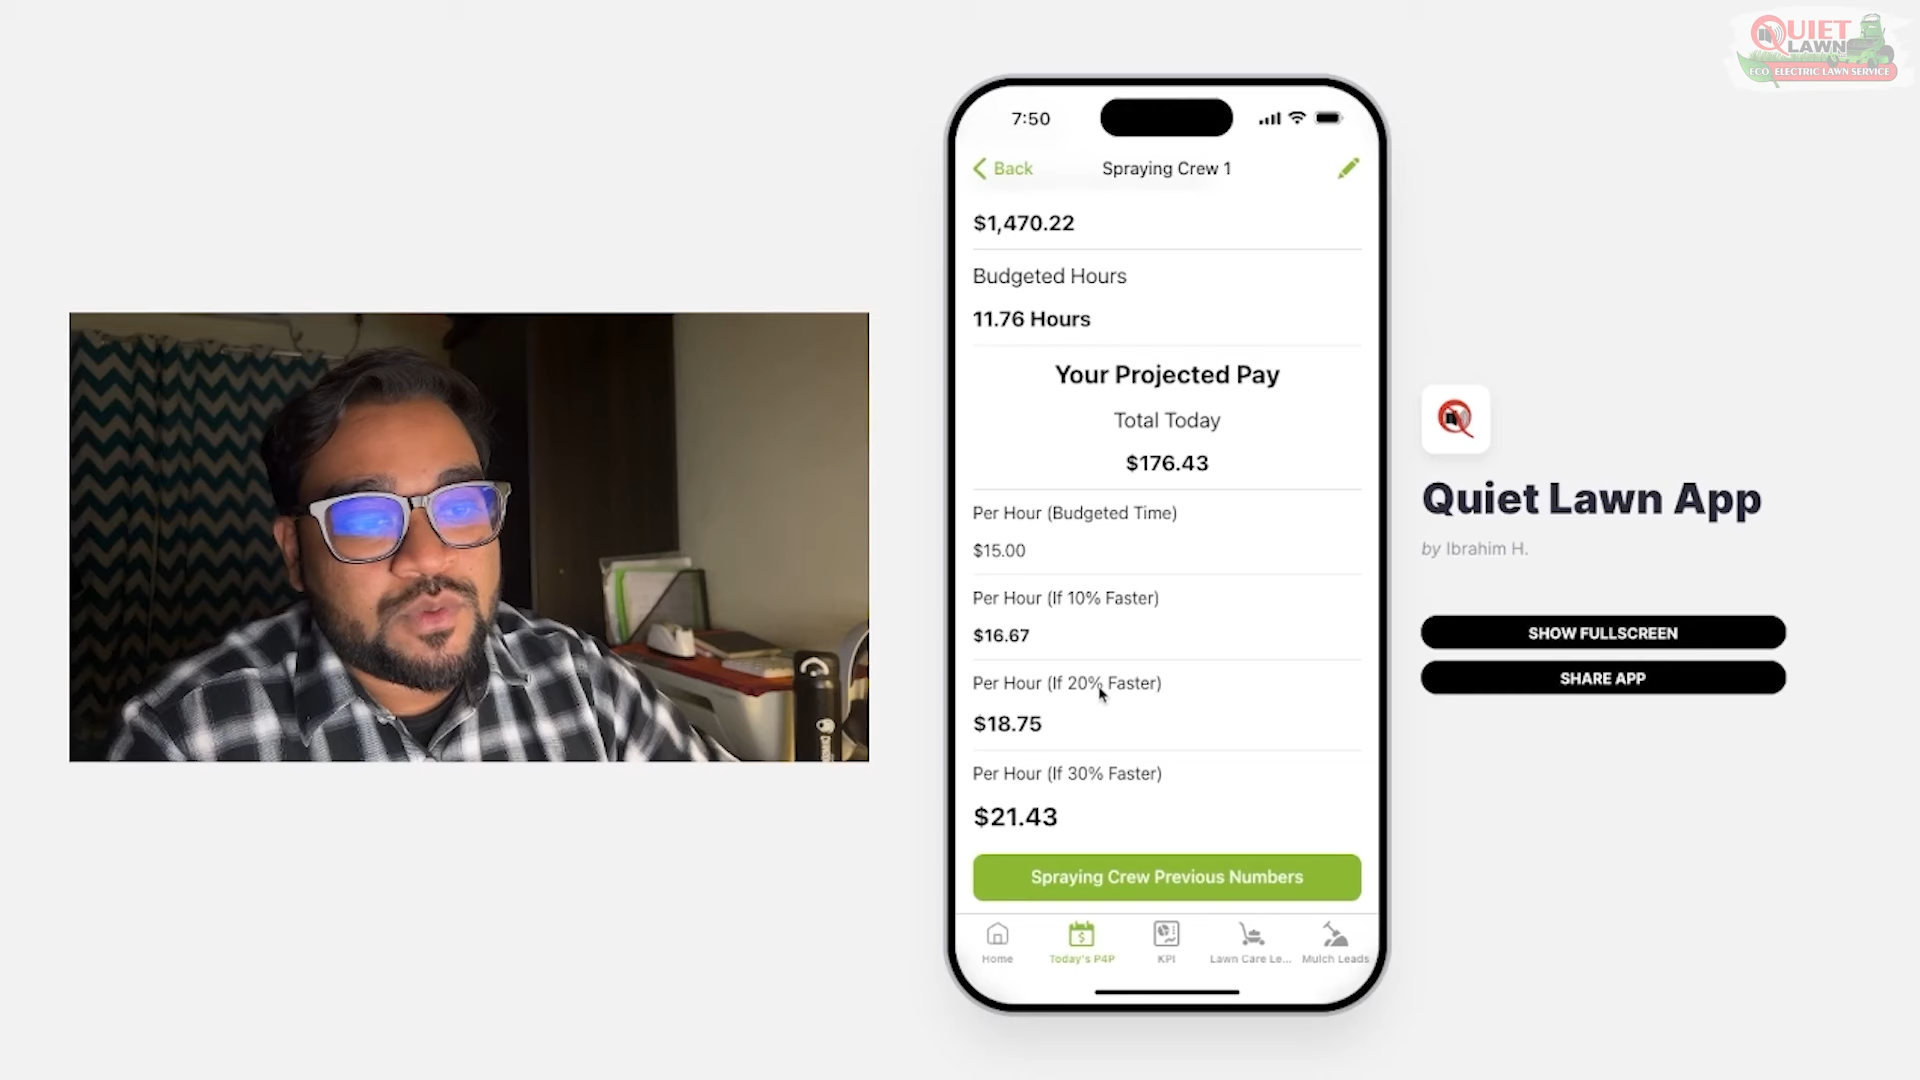 QUIET
LAWN
ECO ELECTRIC LAWN SERVICE
7:50
Back
Spraying Crew 1
$1,470.22
Budgeted Hours
11.76 Hours
Your Projected Pay
Total Today
$176.43
Per Hour (Budgeted Time)
$15.00
Per Hour (If 10% Faster)
$16.67
Per Hour (If 20% Faster)
$18.75
Per Hour (If 30% Faster)
$21.43
Spraying Crew Previous Numbers
Home
Today's P4P
KPI
Lawn Care Le...
Mulch Leads
Quiet Lawn App
by Ibrahim H.
SHOW FULLSCREEN
SHARE APP